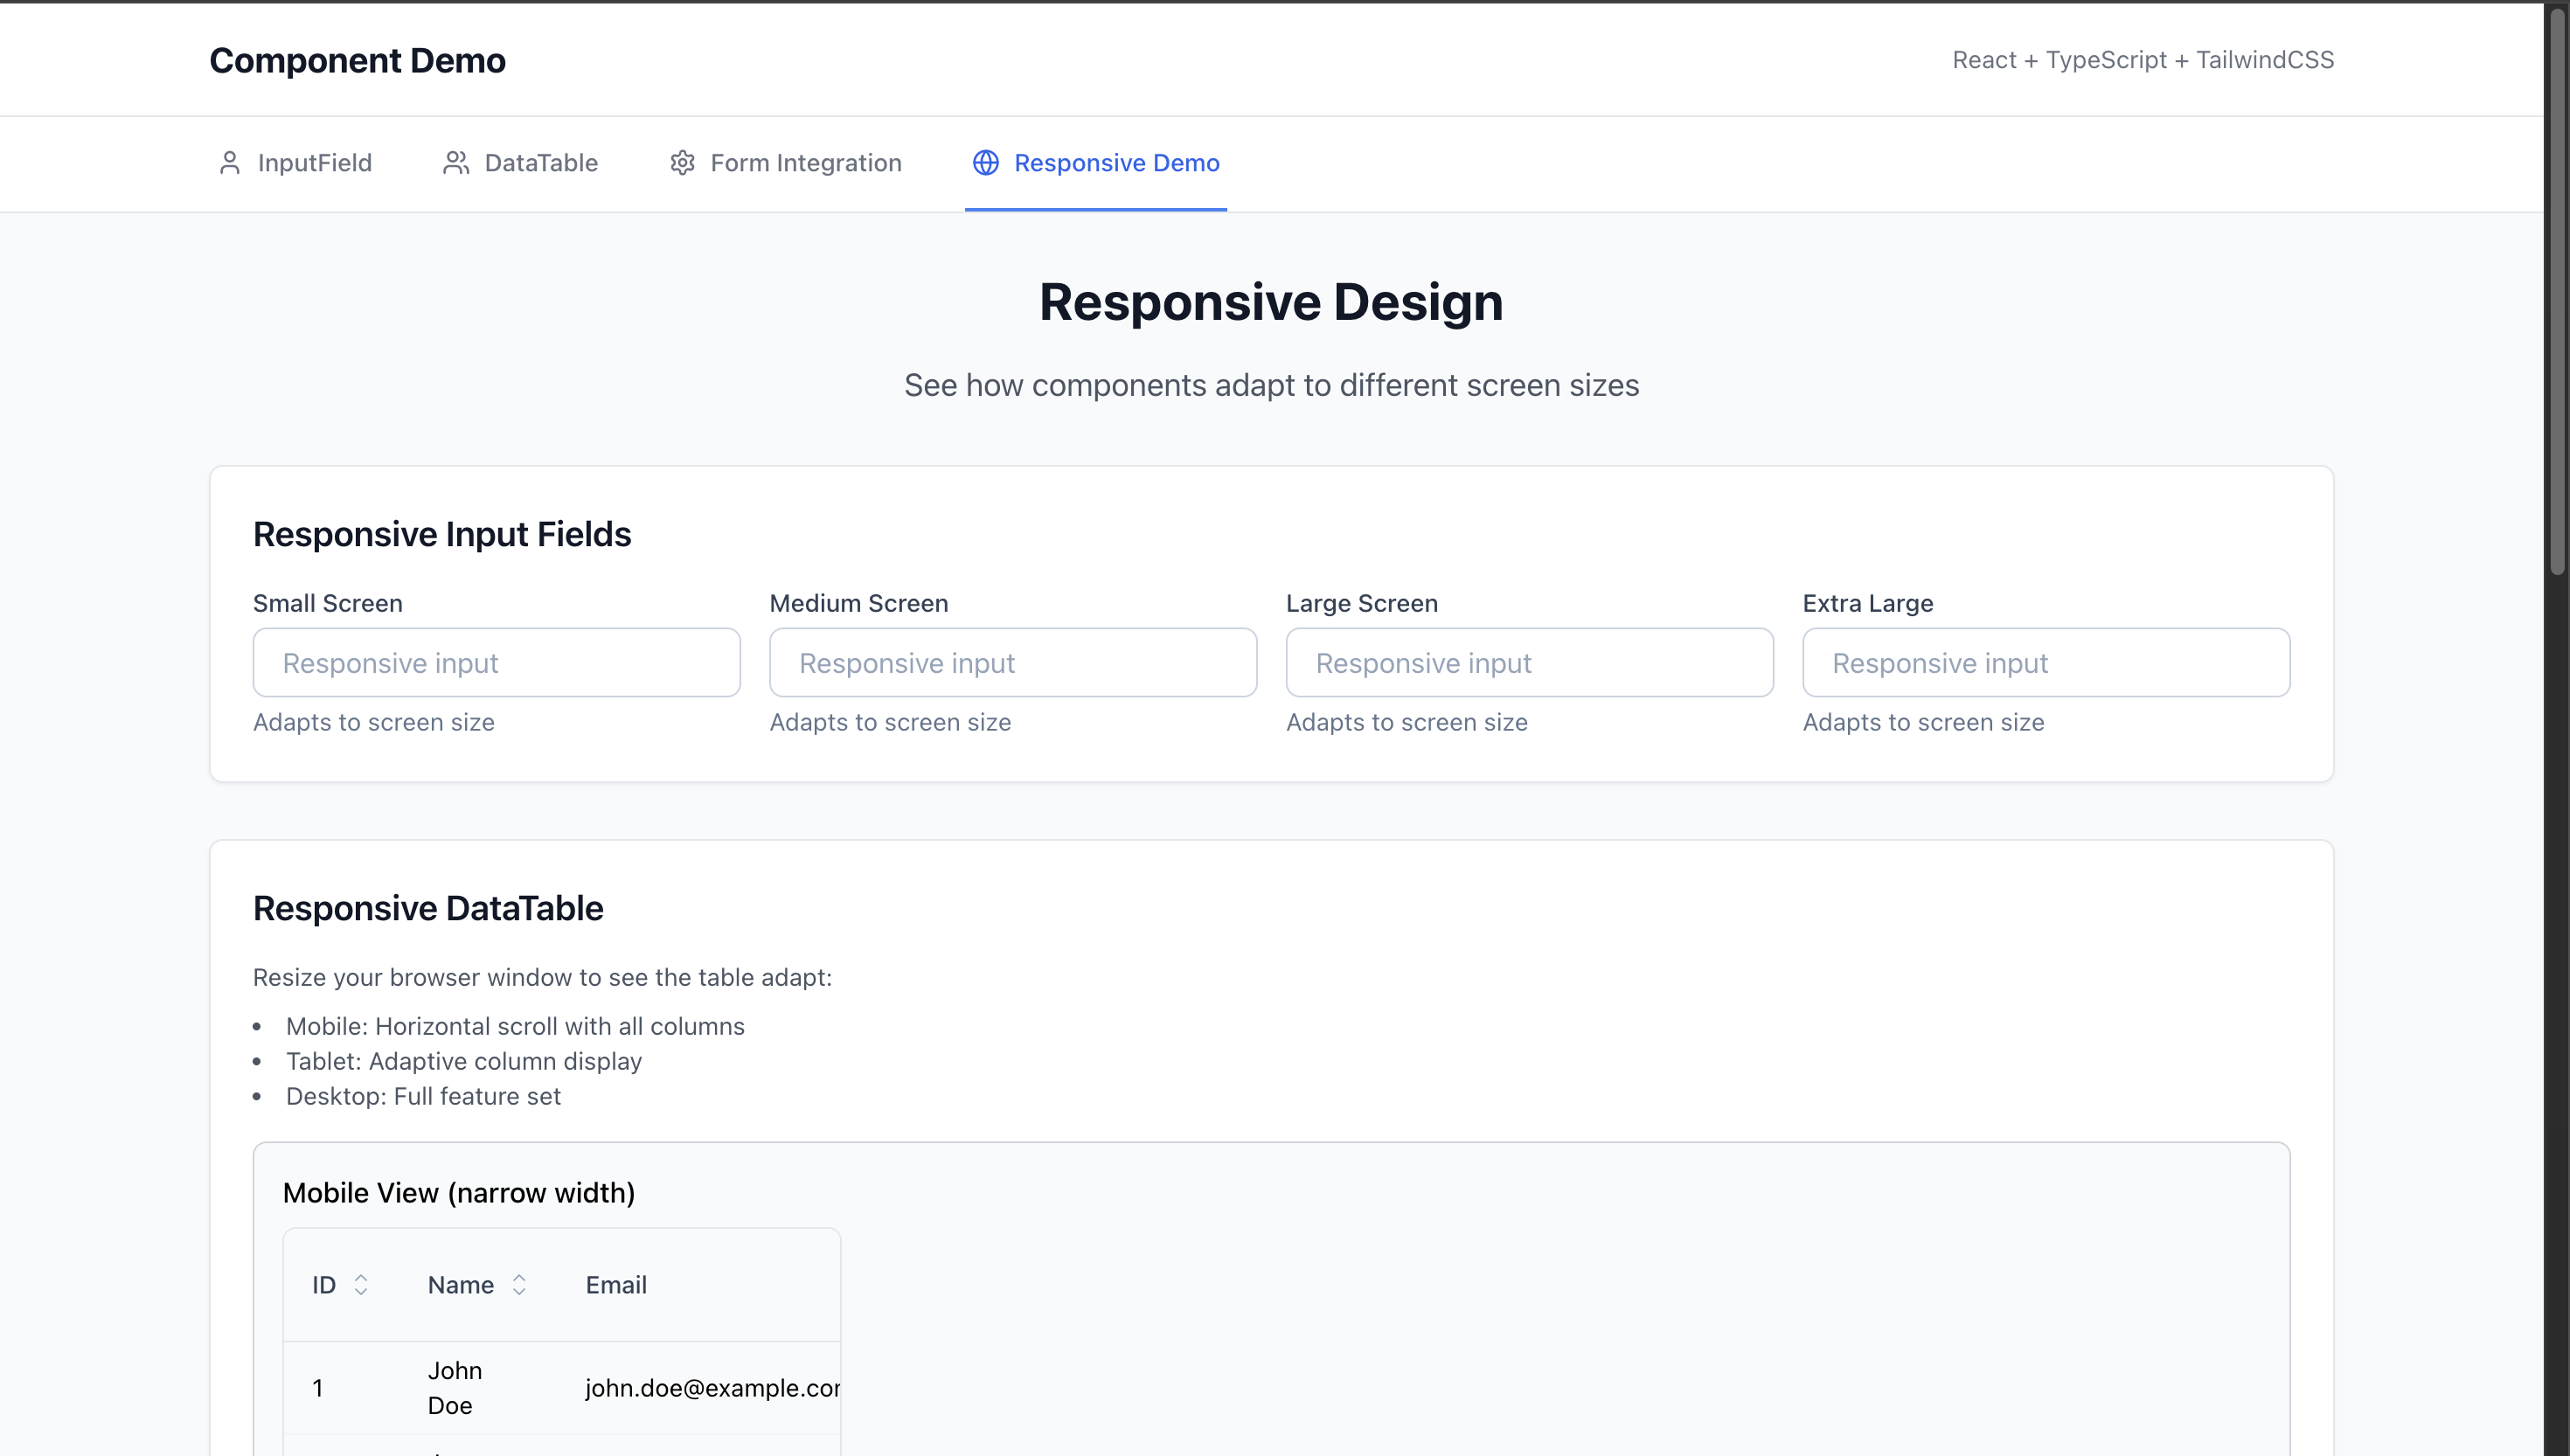 Component Demo
React + TypeScript + TailwindCSS
InputField
DataTable
Form Integration
Responsive Demo
Responsive Design
See how components adapt to different screen sizes
Responsive Input Fields
Small Screen
Medium Screen
Large Screen
Extra Large
Responsive input
Responsive input
Responsive input
Responsive input
Adapts to screen size
Adapts to screen size
Adapts to screen size
Adapts to screen size
Responsive DataTable
Resize your browser window to see the table adapt:
• Mobile: Horizontal scroll with all columns
• Tablet: Adaptive column display
• Desktop: Full feature set
Mobile View (narrow width)
ID Name Email
1 John Doe john.doe@example.co